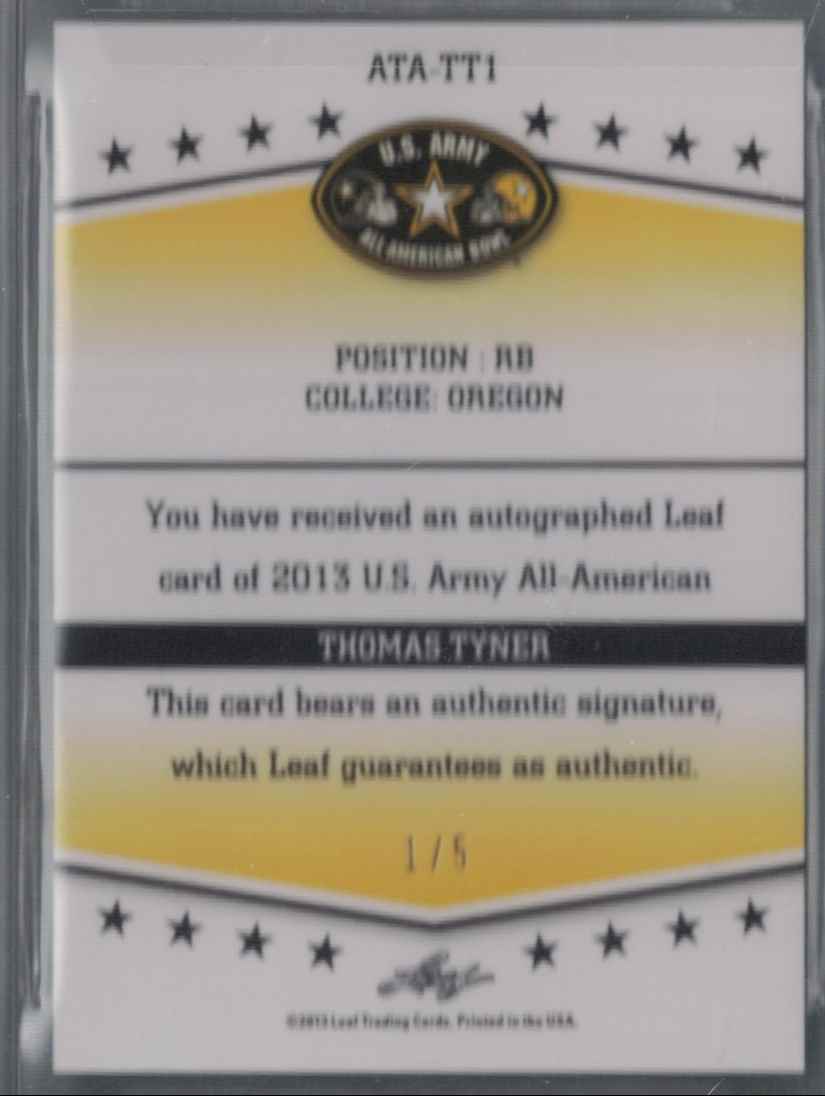 ATA-TT1
U.S. ARMY
ALL AMERICAN BOWL
POSITION : RB
COLLEGE: OREGON
You have received an autographed Leaf
card of 2013 U.S. Army All-American
THOMAS TYNER
This card bears an authentic signature,
which Leaf guarantees as authentic.
1 / 5
Leaf
©2013 Leaf Trading Cards. Printed in the USA.